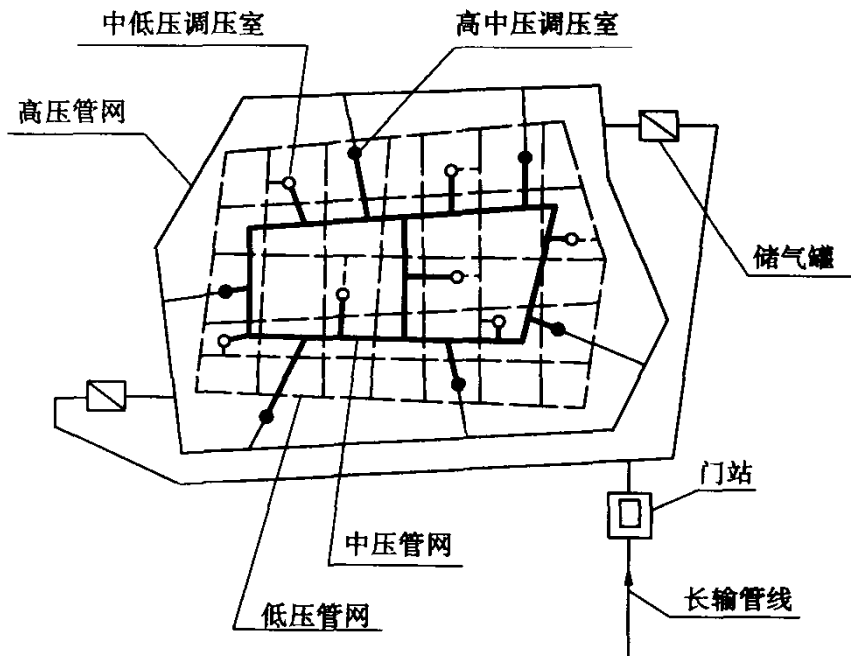 中低压调压室
高中压调压室
高压管网
储气罐
门站
中压管网
长输管线
低压管网